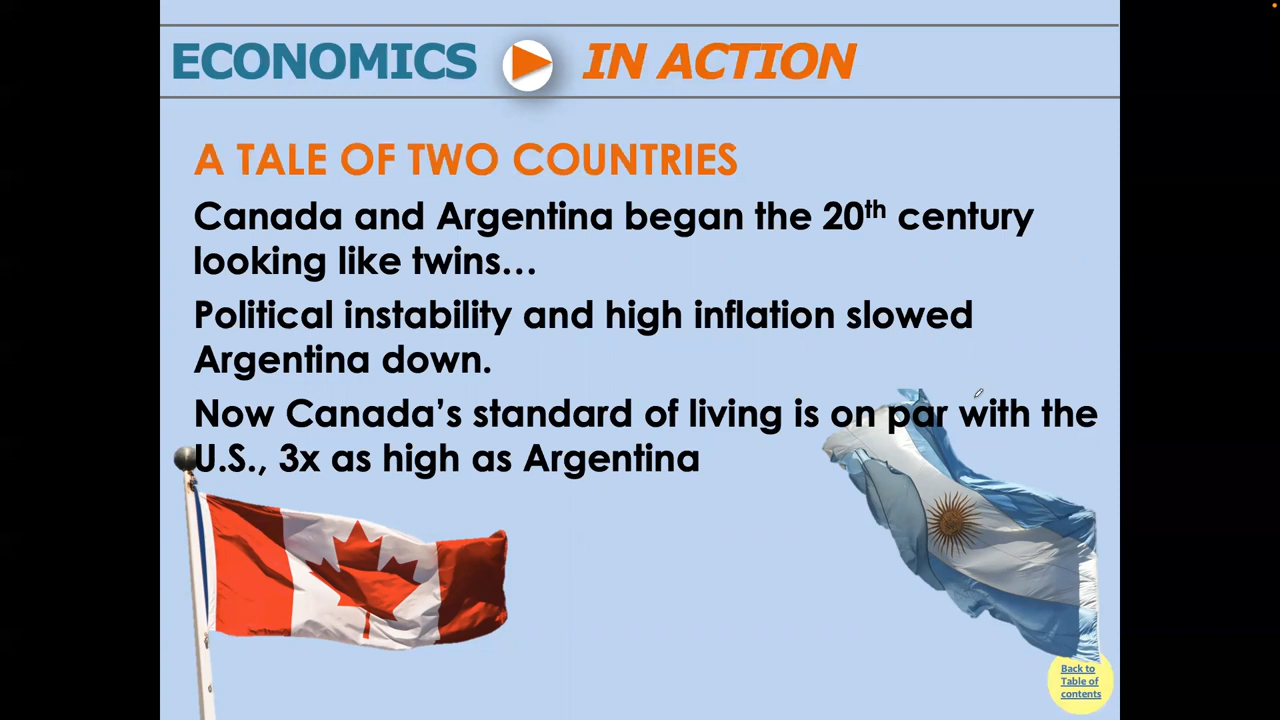 ECONOMICS IN ACTION
A TALE OF TWO COUNTRIES
Canada and Argentina began the 20th century
looking like twins…
Political instability and high inflation slowed
Argentina down.
Now Canada’s standard of living is on par with the
U.S., 3x as high as Argentina
Back to
Table of
contents